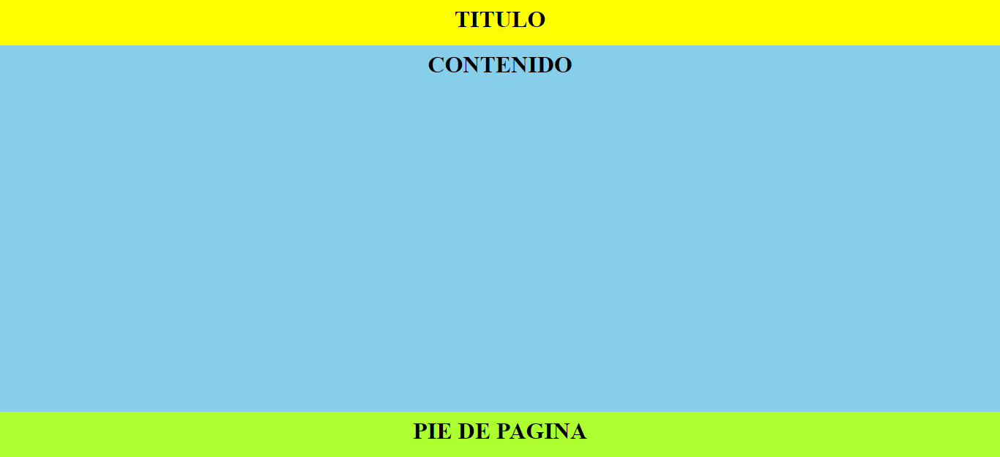 TITULO
CONTENIDO
PIE DE PAGINA